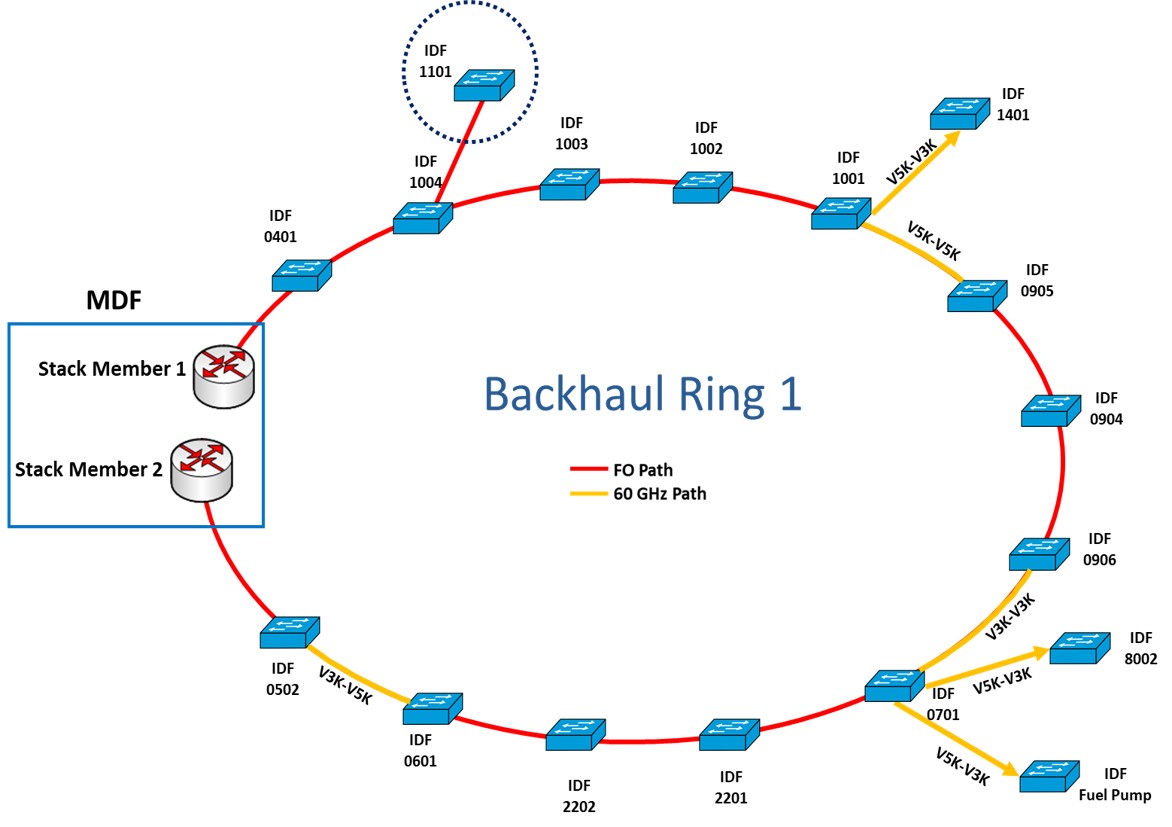 IDF
1101
IDF
1401
IDF
1003
IDF
1002
IDF
1001
V5K-V3K
IDF
1004
IDF
0401
V5K-V5K
IDF
0905
MDF
Stack Member 1
Backhaul Ring 1
IDF
0904
Stack Member 2
FO Path
60 GHz Path
IDF
0906
V3K-V3K
IDF
8002
V5K-V3K
IDF
0502
V3K-V5K
IDF
0701
IDF
0601
V5K-V3K
IDF
2202
IDF
2201
IDF
Fuel Pump